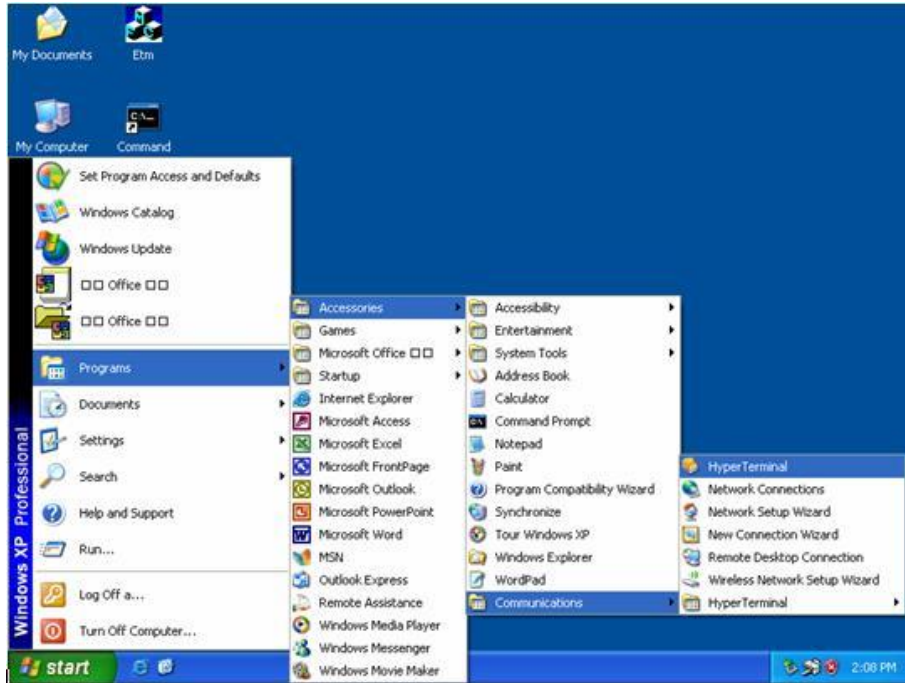 My Documents
Etm
My Computer
Command
Windows XP Professional
Set Program Access and Defaults
Windows Catalog
Windows Update
□□ Office □□
□□ Office □□
Programs
Documents
Settings
Search
Help and Support
Run...
Log Off a...
Turn Off Computer...
Accessories
Games
Microsoft Office □□
Startup
Internet Explorer
Microsoft Access
Microsoft Excel
Microsoft FrontPage
Microsoft Outlook
Microsoft PowerPoint
Microsoft Word
MSN
Outlook Express
Remote Assistance
Windows Media Player
Windows Messenger
Windows Movie Maker
Accessibility
Entertainment
System Tools
Address Book
Calculator
Command Prompt
Notepad
Paint
Program Compatibility Wizard
Synchronize
Tour Windows XP
Windows Explorer
WordPad
Communications
HyperTerminal
Network Connections
Network Setup Wizard
New Connection Wizard
Remote Desktop Connection
Wireless Network Setup Wizard
HyperTerminal
start
2:08 PM